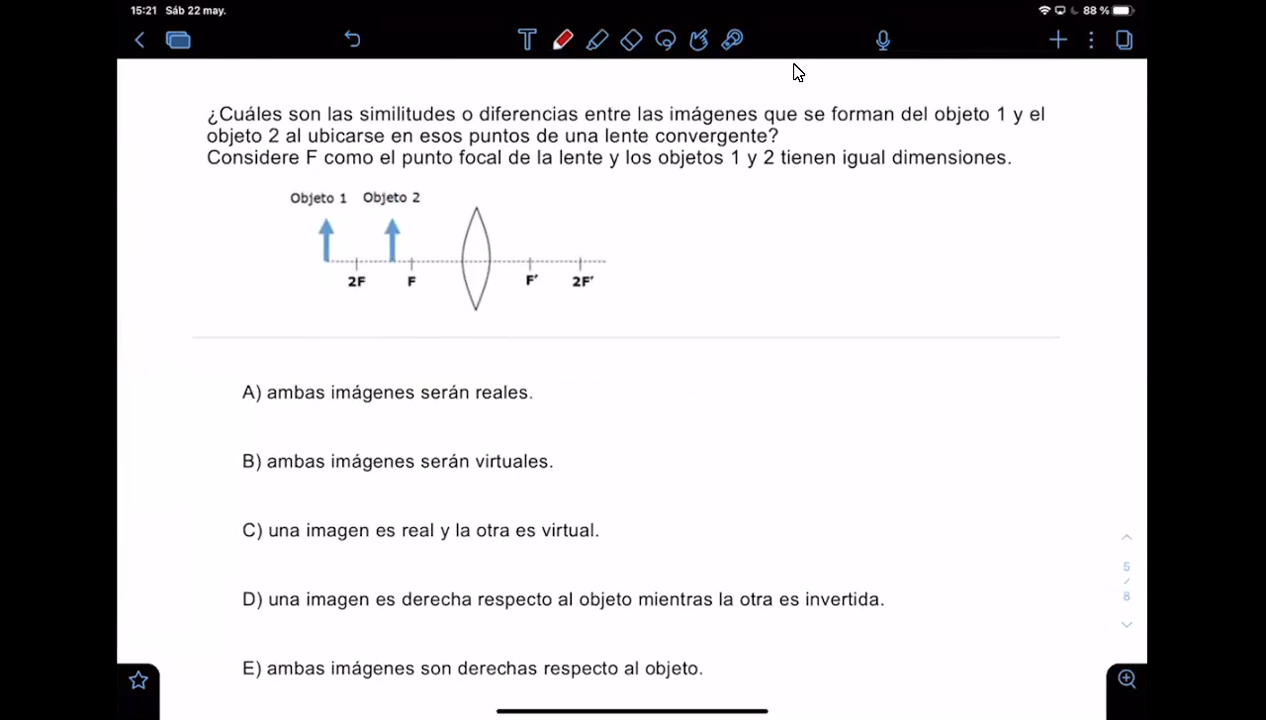 15:21 Sáb 22 may.
88 %
¿Cuáles son las similitudes o diferencias entre las imágenes que se forman del objeto 1 y el
objeto 2 al ubicarse en esos puntos de una lente convergente?
Considere F como el punto focal de la lente y los objetos 1 y 2 tienen igual dimensiones.
Objeto 1 Objeto 2
2F F F' 2F'
A) ambas imágenes serán reales.
B) ambas imágenes serán virtuales.
C) una imagen es real y la otra es virtual.
D) una imagen es derecha respecto al objeto mientras la otra es invertida.
E) ambas imágenes son derechas respecto al objeto.
5
/
8